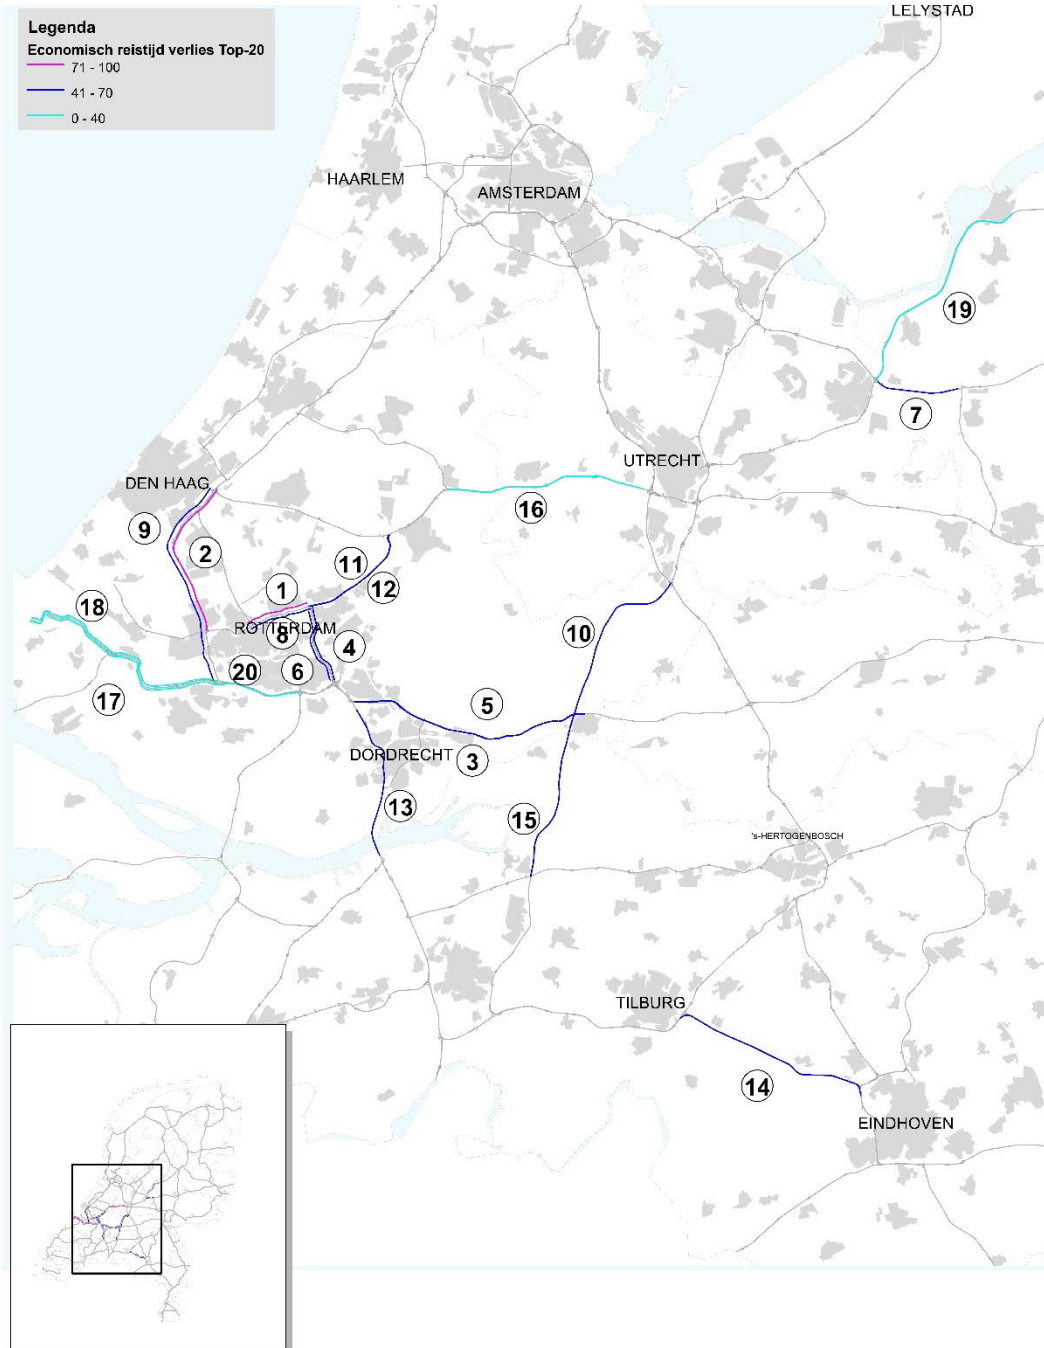 Legenda
Economisch reistijd verlies Top-20
71 - 100
41 - 70
0 - 40
LELYSTAD
HAARLEM
AMSTERDAM
19
7
UTRECHT
DEN HAAG
16
9
2
11
12
1
18
ROTTERDAM
8
4
10
20
6
17
5
DORDRECHT
3
13
15
's-HERTOGENBOSCH
TILBURG
14
EINDHOVEN